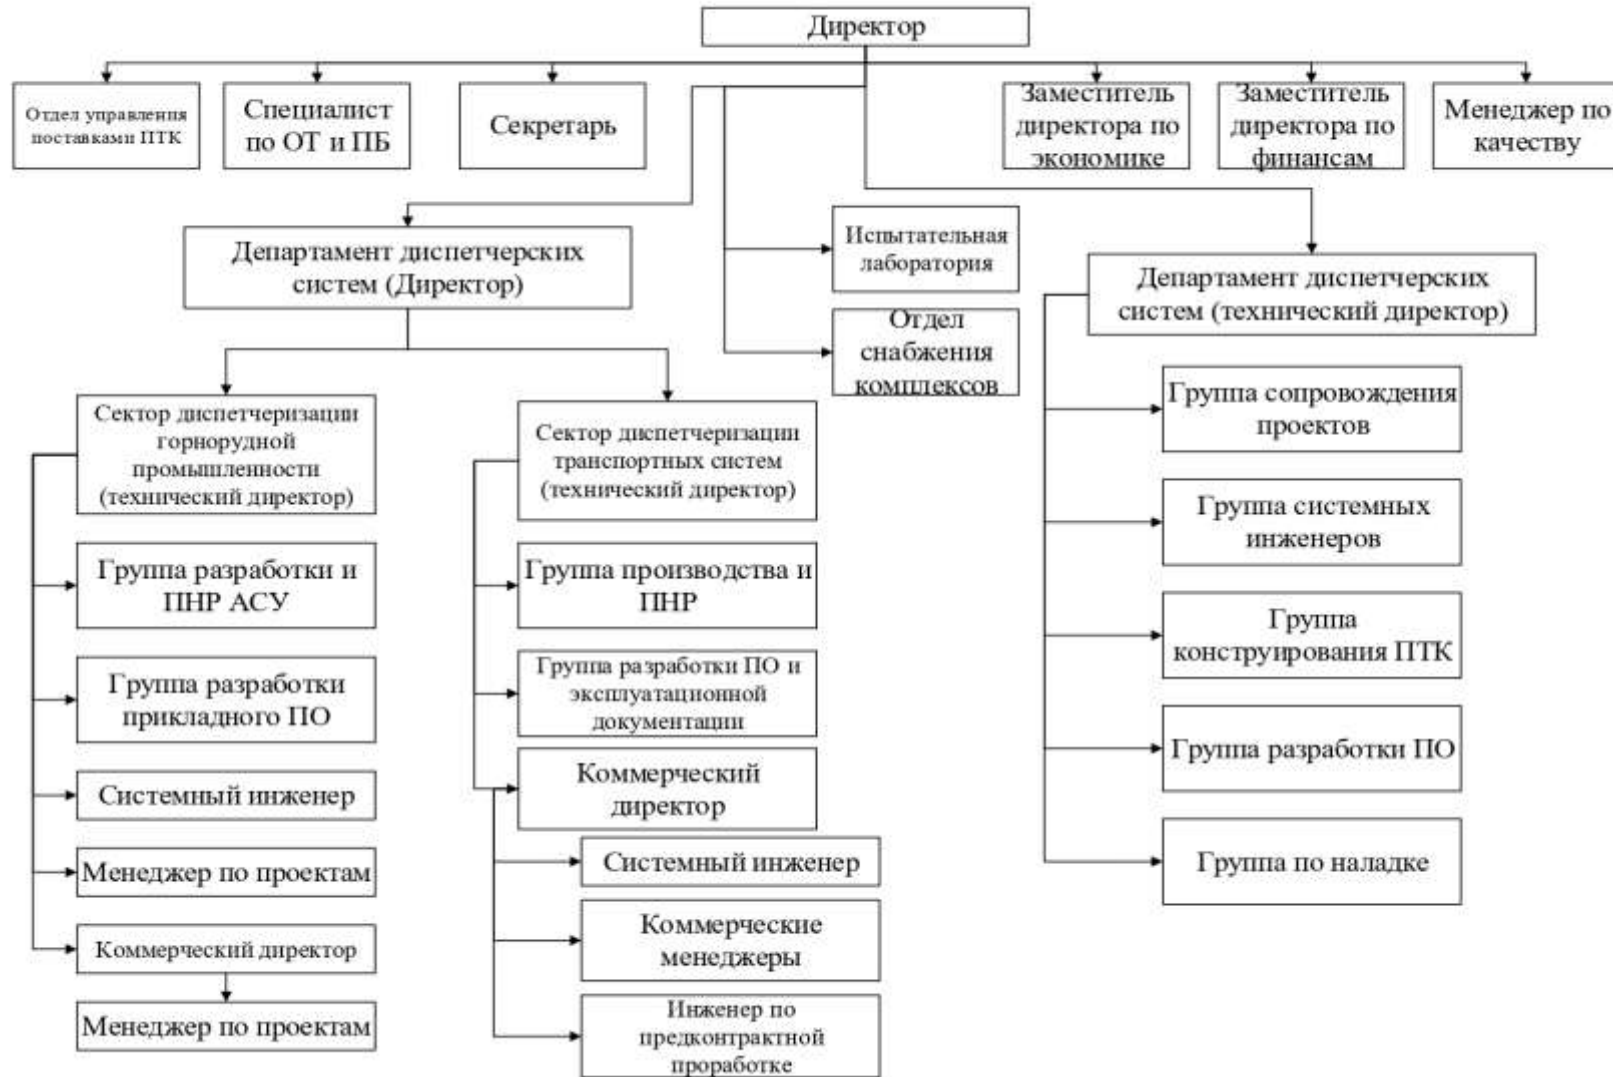 Директор
Отдел управления
поставками ПТК
Специалист
по ОТ и ПБ
Секретарь
Заместитель
директора по
экономике
Заместитель
директора по
финансам
Менеджер по
качеству
Департамент диспетчерских
систем (Директор)
Испытательная
лаборатория
Отдел
снабжения
комплексов
Департамент диспетчерских
систем (технический директор)
Сектор диспетчеризации
горнорудной
промышленности
(технический директор)
Группа разработки и
ПНР АСУ
Группа разработки
прикладного ПО
Системный инженер
Менеджер по проектам
Коммерческий директор
Менеджер по проектам
Сектор диспетчеризации
транспортных систем
(технический директор)
Группа производства и
ПНР
Группа разработки ПО и
эксплуатационной
документации
Коммерческий
директор
Системный инженер
Коммерческие
менеджеры
Инженер по
предконтрактной
проработке
Группа сопровождения
проектов
Группа системных
инженеров
Группа
конструирования ПТК
Группа разработки ПО
Группа по наладке